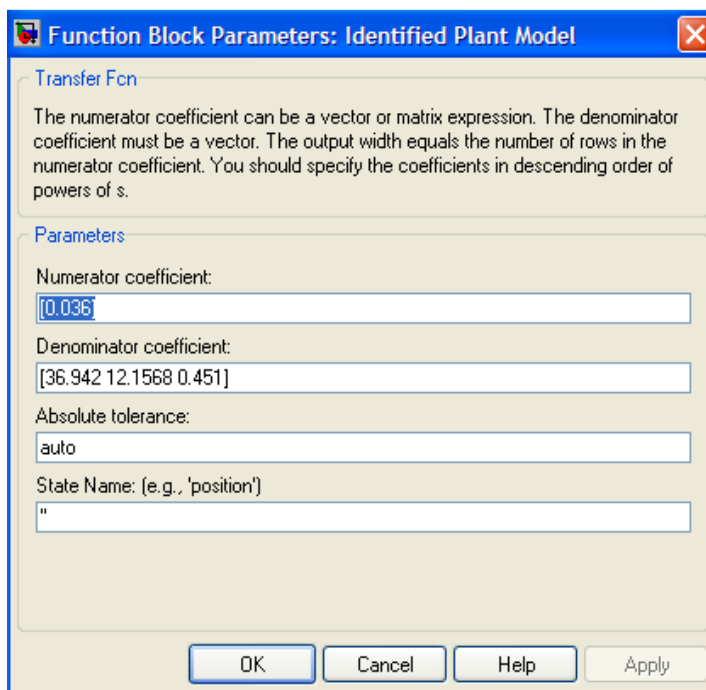 Function Block Parameters: Identified Plant Model
Transfer Fcn
The numerator coefficient can be a vector or matrix expression. The denominator
coefficient must be a vector. The output width equals the number of rows in the
numerator coefficient. You should specify the coefficients in descending order of
powers of s.
Parameters
Numerator coefficient:
[0.036]
Denominator coefficient:
[36.942 12.1568 0.451]
Absolute tolerance:
auto
State Name: (e.g., 'position')
''
OK Cancel Help Apply